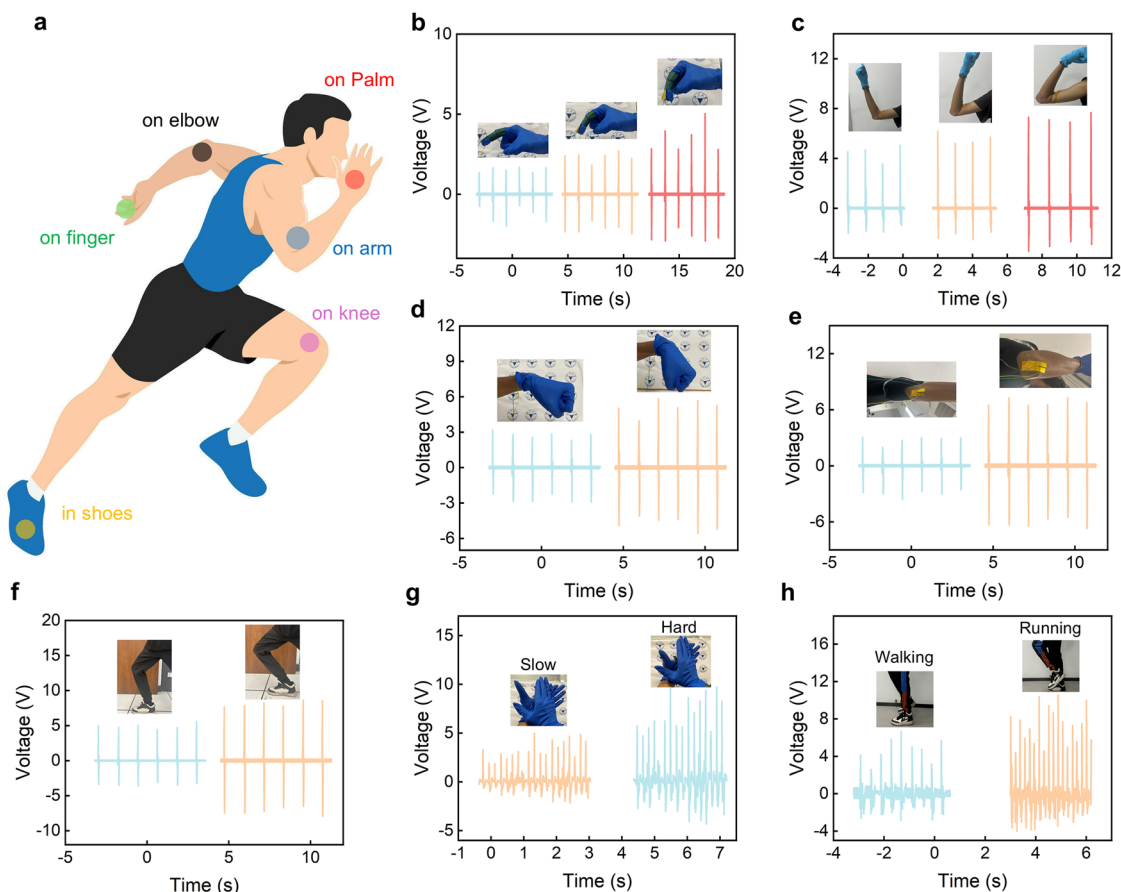 a
on Palm
on elbow
on finger
on arm
on knee
in shoes
b
Voltage (V)
10
5
0
-5 0 5 10 15 20
Time (s)
c
Voltage (V)
12
8
4
0
-4
-4 -2 0 2 4 6 8 10 12
Time (s)
d
Voltage (V)
12
9
6
3
0
-3
-6
-5 0 5 10
Time (s)
e
Voltage (V)
12
6
0
-6
-5 0 5 10
Time (s)
f
Voltage (V)
20
15
10
5
0
-5
-10
-5 0 5 10
Time (s)
g
Voltage (V)
15
10
5
0
-5
Slow
Hard
-1 0 1 2 3 4 5 6 7
Time (s)
h
Voltage (V)
16
12
8
4
0
-4
Walking
Running
-4 -2 0 2 4 6
Time (s)